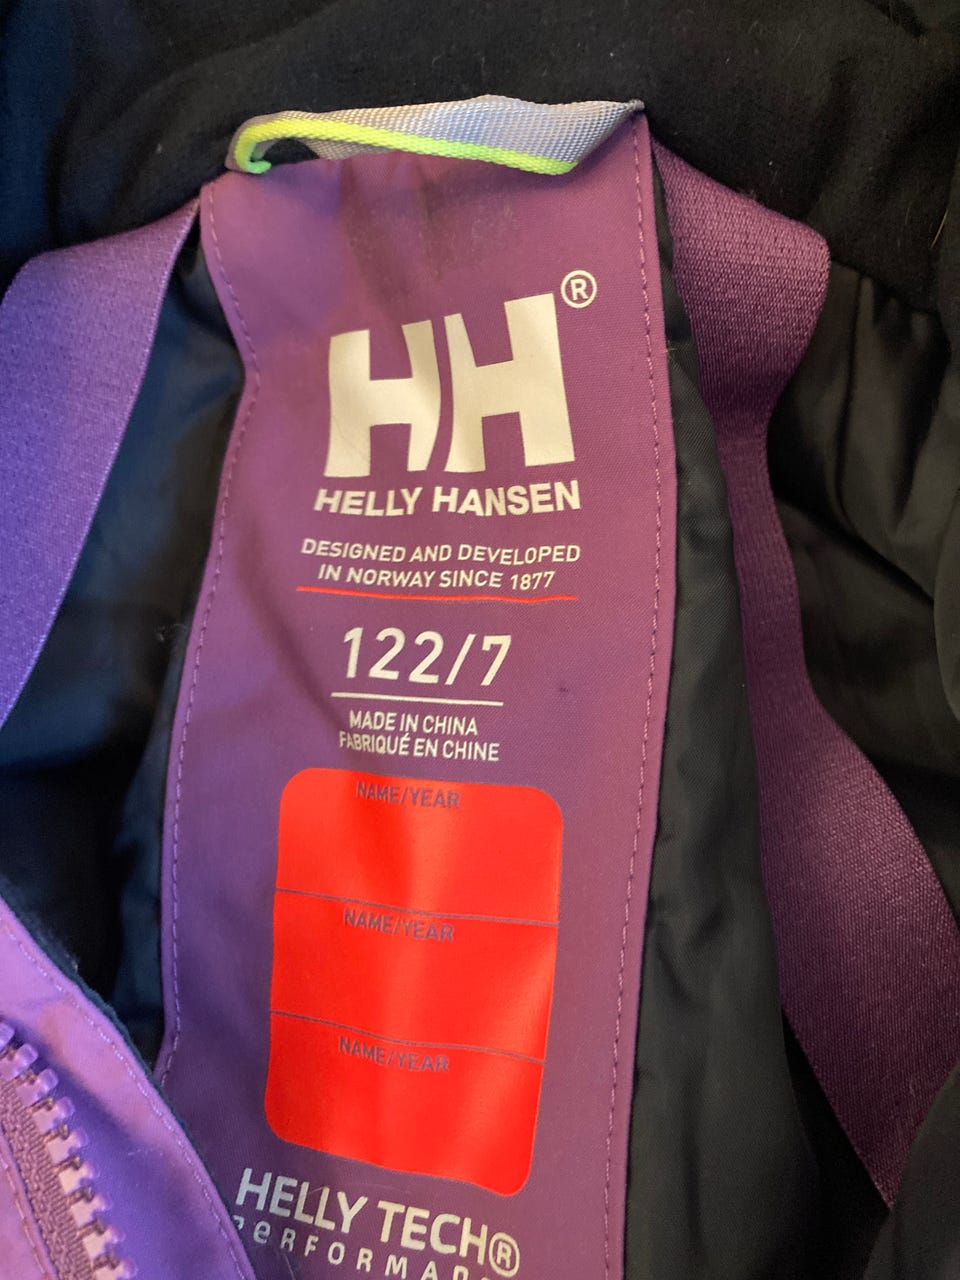 HH®
HELLY HANSEN
DESIGNED AND DEVELOPED
IN NORWAY SINCE 1877
122/7
MADE IN CHINA
FABRIQUÉ EN CHINE
NAME/YEAR
NAME/YEAR
NAME/YEAR
HELLY TECH®